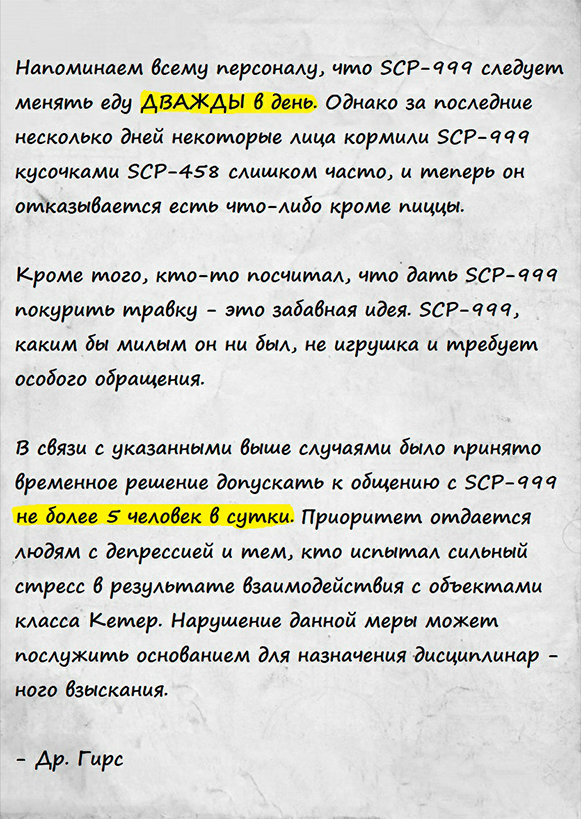 Напоминаем всему персоналу, что SCP-999 следует
менять еду ДВАЖДЫ в день. Однако за последние
несколько дней некоторые лица кормили SCP-999
кусочками SCP-458 слишком часто, и теперь он
отказывается есть что-либо кроме пиццы.
Кроме того, кто-то посчитал, что дать SCP-999
покурить травку - это забавная идея. SCP-999,
каким бы милым он ни был, не игрушка и требует
особого обращения.
В связи с указанными выше случаями было принято
временное решение допускать к общению с SCP-999
не более 5 человек в сутки. Приоритет отдается
людям с депрессией и тем, кто испытал сильный
стресс в результате взаимодействия с объектами
класса Кетер. Нарушение данной меры может
послужить основанием для назначения дисциплинар -
ного взыскания.
- Др. Гирс